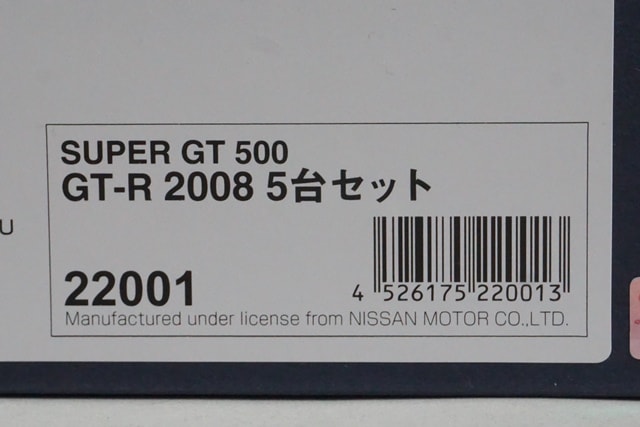 SUPER GT 500
GT-R 2008 5台セット
U
22001
4 526175 220013
Manufactured under license from NISSAN MOTOR CO.,LTD.